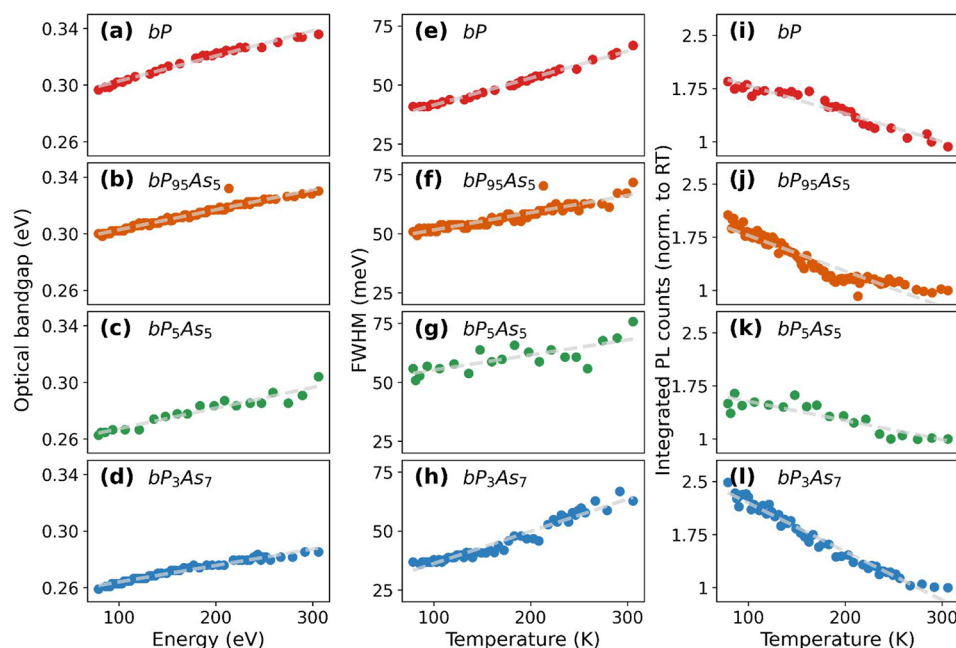 (a) bP
(e) bP
(i) bP
0.34
0.30
0.26
75
50
25
2.5
1.75
1
(b) bP95As5
(f) bP95As5
(j) bP95As5
0.34
0.30
0.26
75
50
25
2.5
1.75
1
(c) bP5As5
(g) bP5As5
(k) bP5As5
0.34
0.30
0.26
75
50
25
2.5
1.75
1
(d) bP3As7
(h) bP3As7
(l) bP3As7
0.34
0.30
0.26
75
50
25
2.5
1.75
1
100 200 300
100 200 300
100 200 300
Energy (eV)
Temperature (K)
Temperature (K)
Optical bandgap (eV)
FWHM (meV)
Integrated PL counts (norm. to RT)